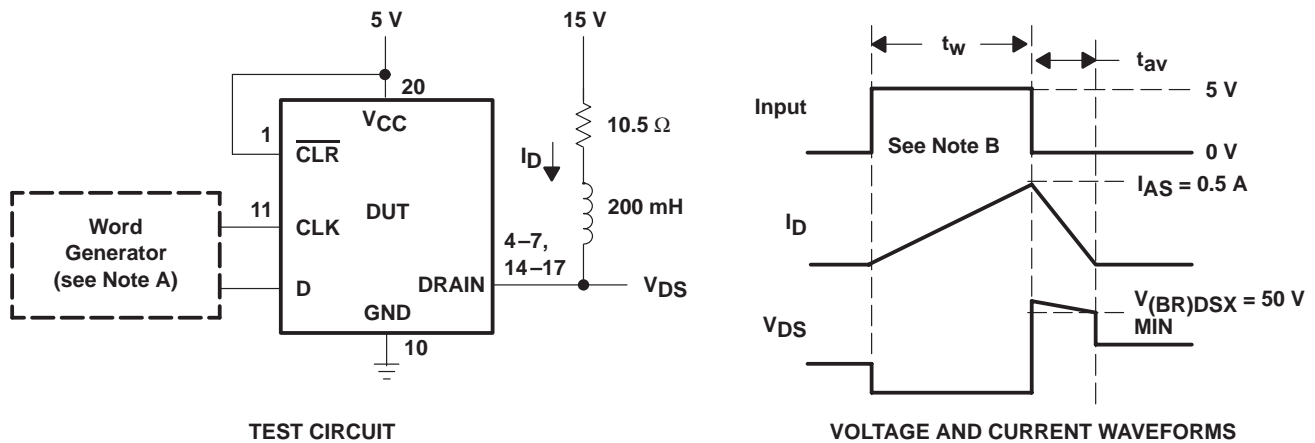 5 V
15 V
20
VCC
1
CLR
10.5 Ω
ID
200 mH
Word
Generator
(see Note A)
11
CLK
DUT
D
4–7,
14–17
DRAIN
VDS
GND
10
TEST CIRCUIT
tw
tav
Input
5 V
See Note B
0 V
IAS = 0.5 A
ID
V(BR)DSX = 50 V
MIN
VDS
VOLTAGE AND CURRENT WAVEFORMS